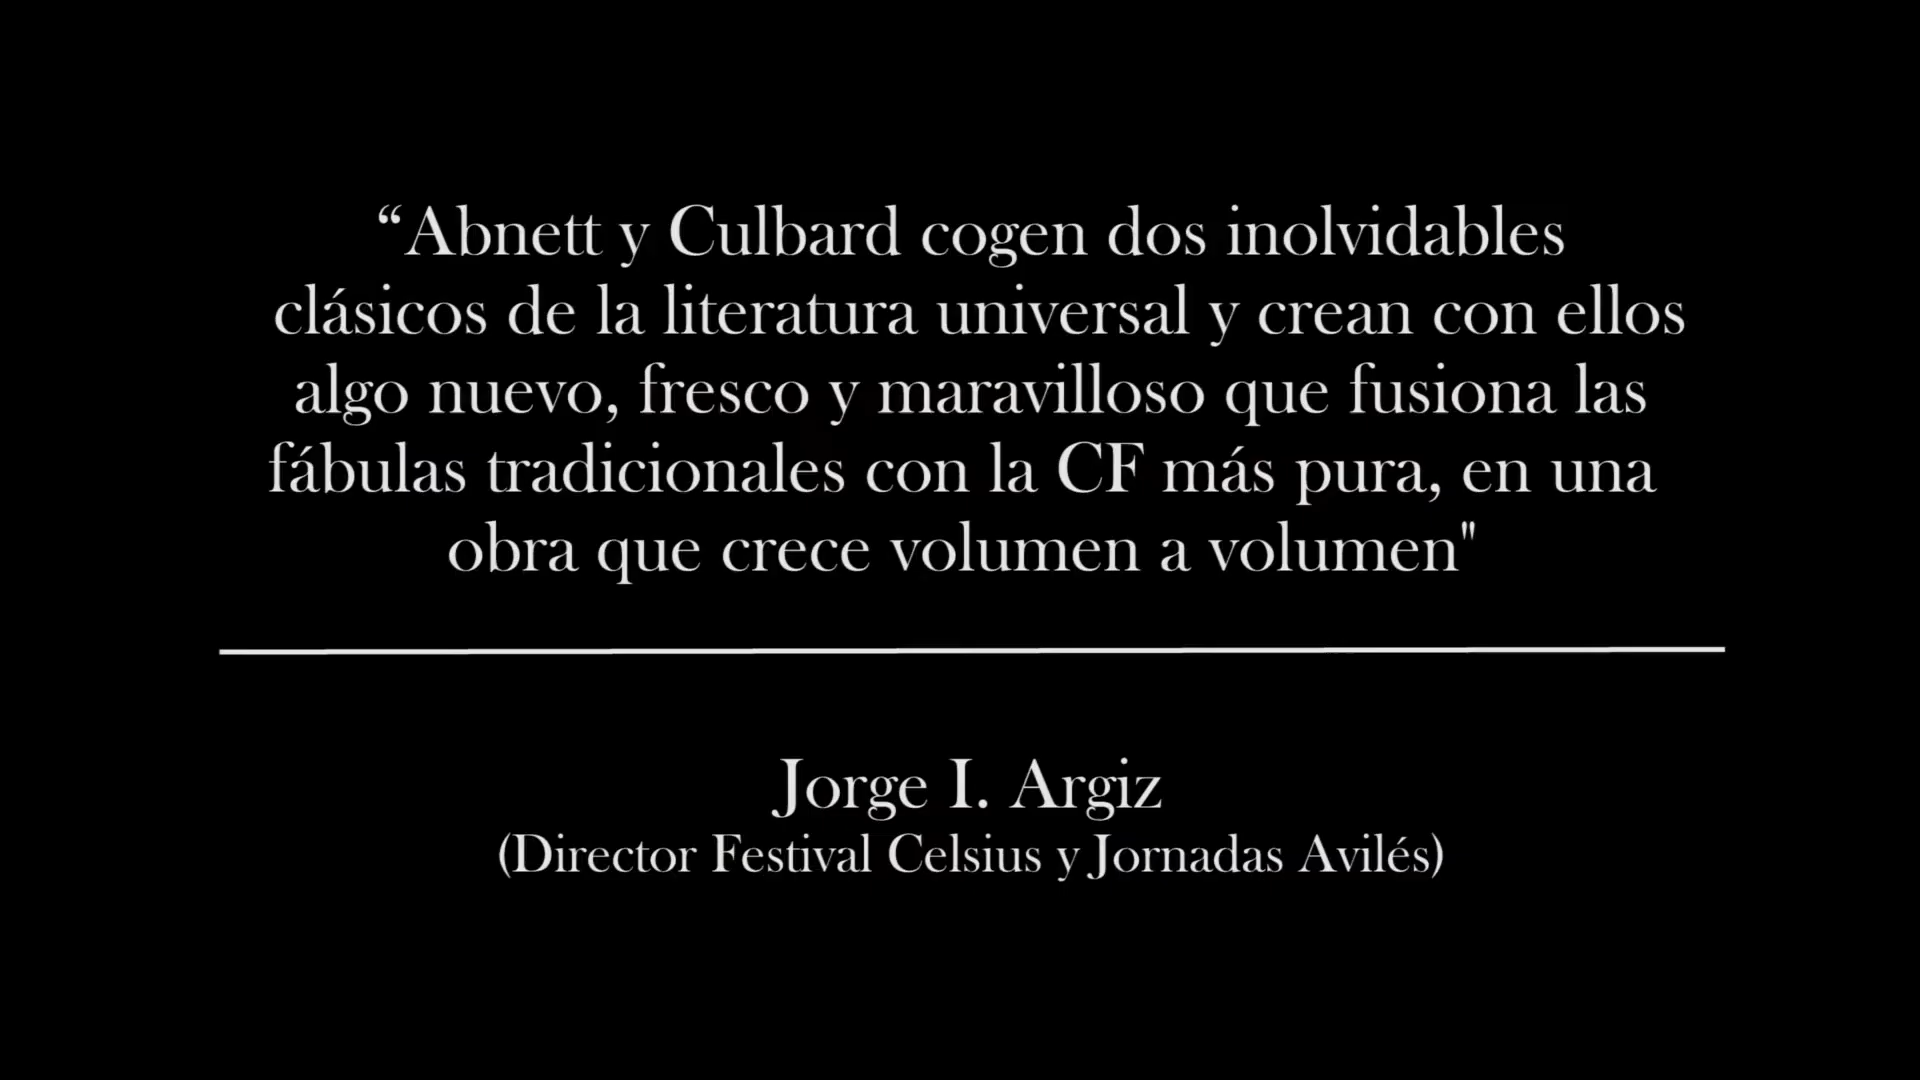 “Abnett y Culbard cogen dos inolvidables
clásicos de la literatura universal y crean con ellos
algo nuevo, fresco y maravilloso que fusiona las
fábulas tradicionales con la CF más pura, en una
obra que crece volumen a volumen"
Jorge I. Argiz
(Director Festival Celsius y Jornadas Avilés)